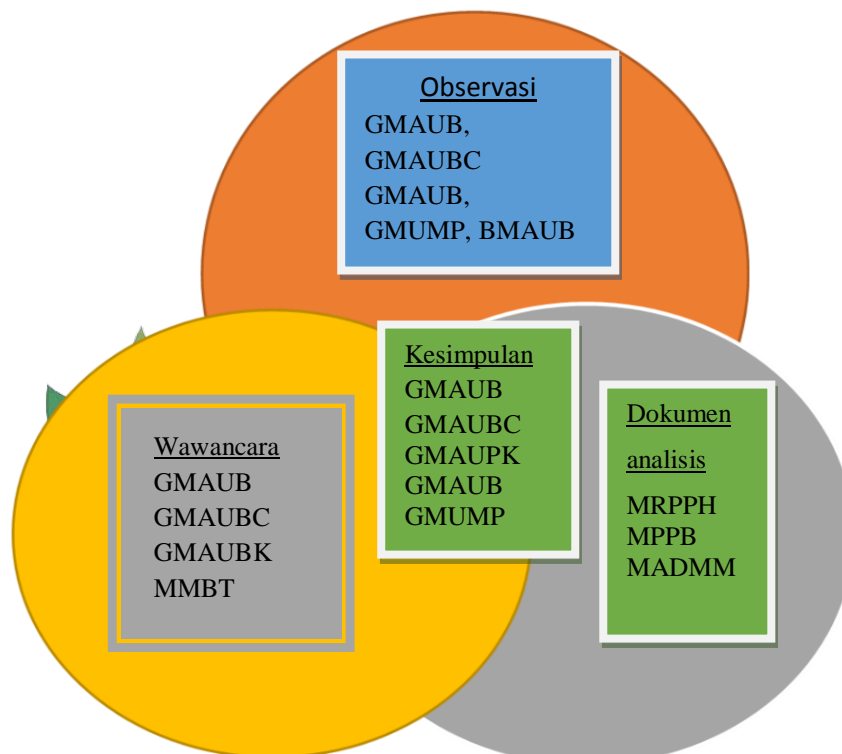 Observasi
GMAUB,
GMAUBC
GMAUB,
GMUMP, BMAUB
Kesimpulan
GMAUB
GMAUBC
GMAUPK
GMAUB
GMUMP
Wawancara
GMAUB
GMAUBC
GMAUBK
MMBT
Dokumen
analisis
MRPPH
MPPB
MADMM